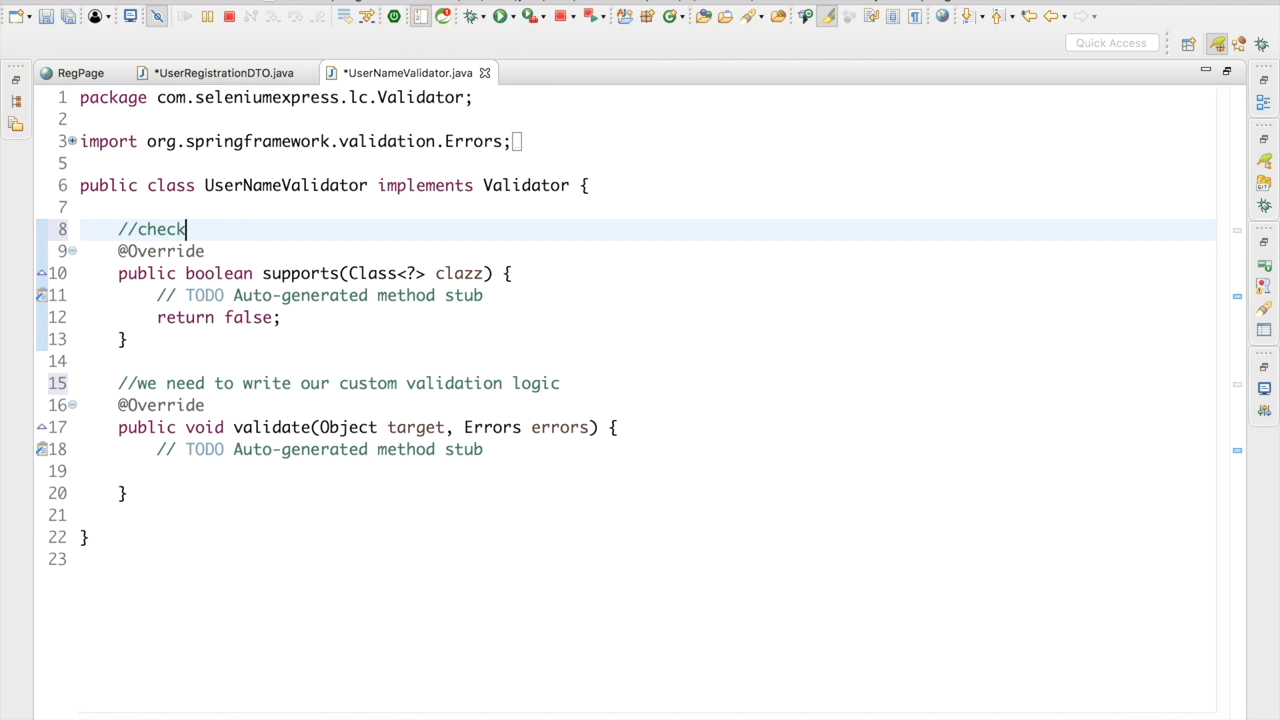 Quick Access
RegPage
*UserRegistrationDTO.java
*UserNameValidator.java
1 package com.seleniumexpress.lc.Validator;
2
3 import org.springframework.validation.Errors;
5
6 public class UserNameValidator implements Validator {
7
8 //check
9 @Override
10 public boolean supports(Class<?> clazz) {
11 // TODO Auto-generated method stub
12 return false;
13 }
14
15 //we need to write our custom validation logic
16 @Override
17 public void validate(Object target, Errors errors) {
18 // TODO Auto-generated method stub
19
20 }
21
22 }
23